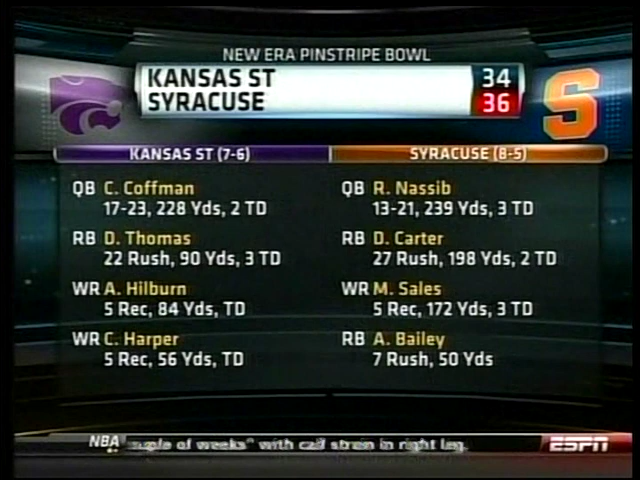 NEW ERA PINSTRIPE BOWL
KANSAS ST 34
SYRACUSE 36
S
KANSAS ST (7-6) SYRACUSE (8-5)
QB C. Coffman
17-23, 228 Yds, 2 TD
RB D. Thomas
22 Rush, 90 Yds, 3 TD
WR A. Hilburn
5 Rec, 84 Yds, TD
WR C. Harper
5 Rec, 56 Yds, TD
QB R. Nassib
13-21, 239 Yds, 3 TD
RB D. Carter
27 Rush, 198 Yds, 2 TD
WR M. Sales
5 Rec, 172 Yds, 3 TD
RB A. Bailey
7 Rush, 50 Yds
NBA of weeks" with calf strain in right leg. ESPN